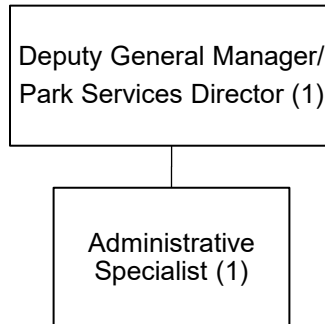 Deputy General Manager/
Park Services Director (1)
Administrative
Specialist (1)